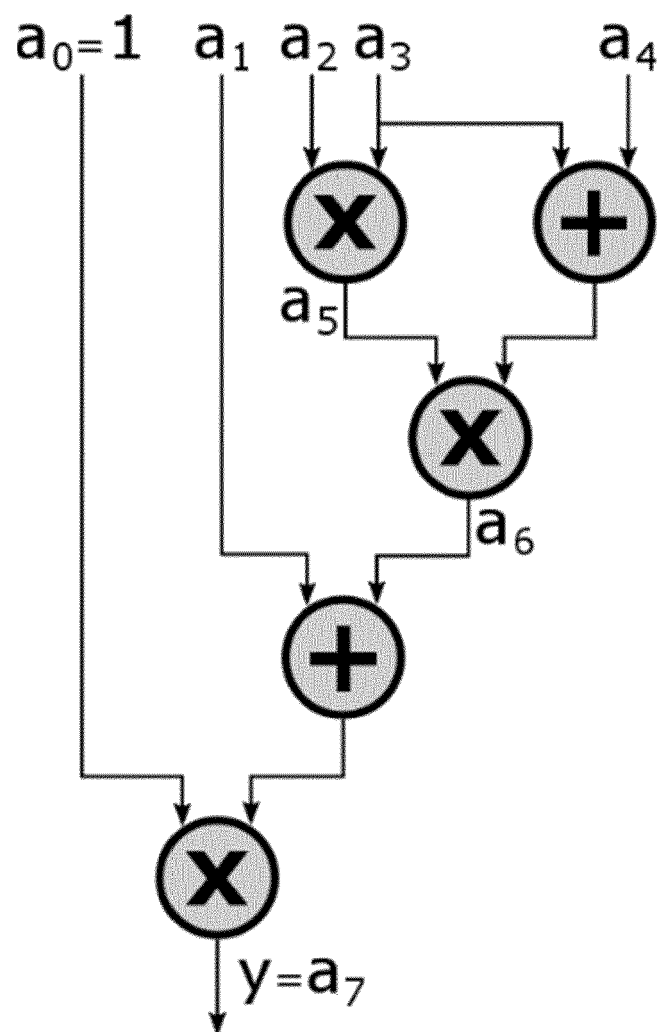 a₀=1 a₁ a₂ a₃ a₄
x +
a₅
x
a₆
+
x
y=a₇